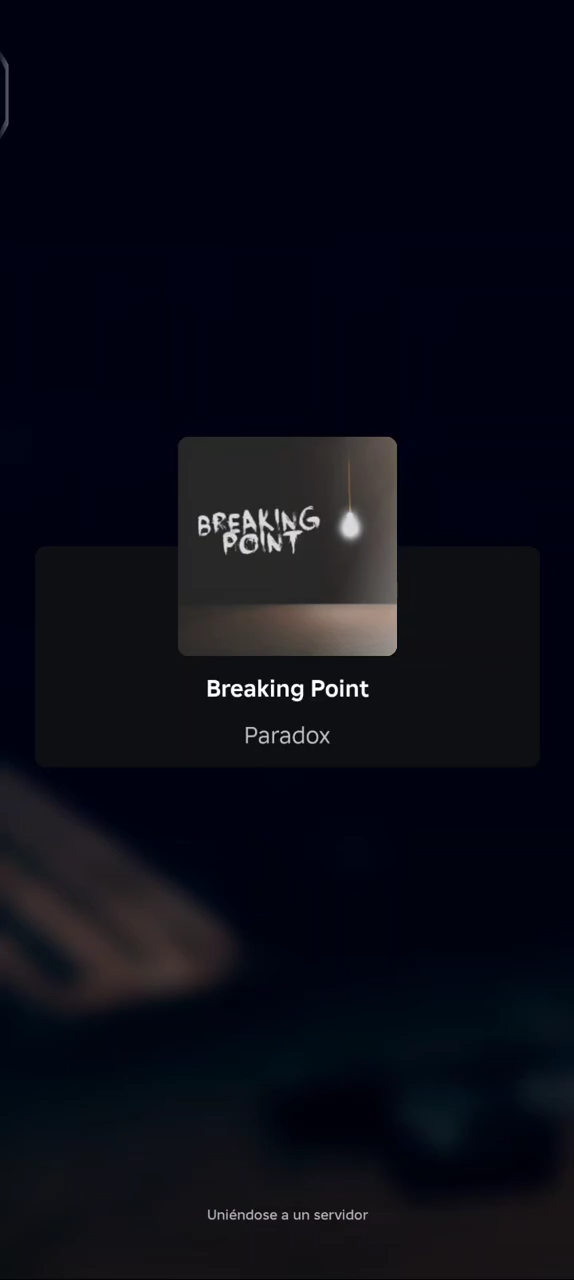 BREAKING
POINT
Breaking Point
Paradox
Uniéndose a un servidor